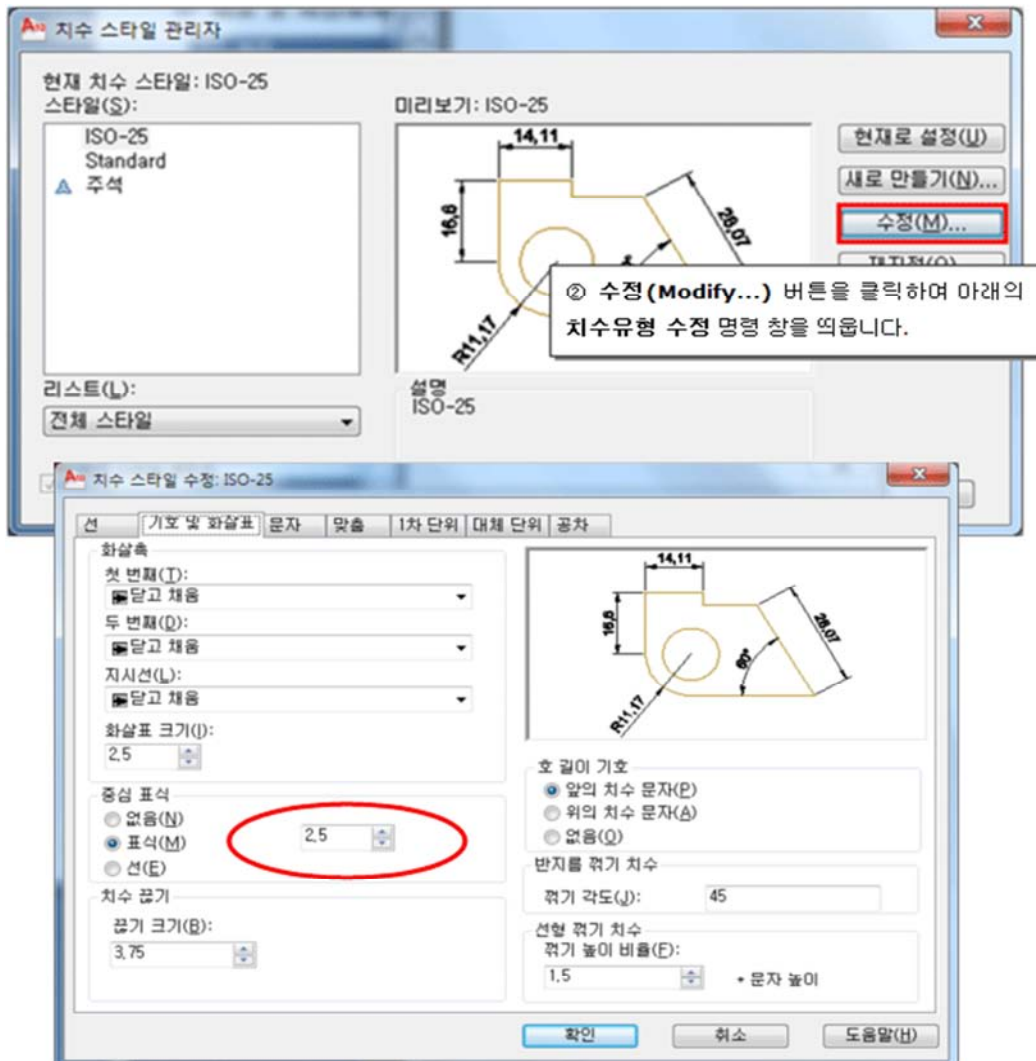 치수 스타일 관리자
현재 치수 스타일: ISO-25
스타일(S):
ISO-25
Standard
주석
미리보기: ISO-25
14,11
16,6
28,07
R11,17
현재로 설정(U)
새로 만들기(N)...
수정(M)...
재지정(O)...
② 수정(Modify...) 버튼을 클릭하여 아래의
치수유형 수정 명령 창을 띄웁니다.
리스트(L):
전체 스타일
설명
ISO-25
치수 스타일 수정: ISO-25
선
기호 및 화살표
문자
맞춤
1차 단위
대체 단위
공차
화살촉
첫 번째(T):
닫고 채움
두 번째(D):
닫고 채움
지시선(L):
닫고 채움
화살표 크기(I):
2,5
중심 표식
없음(N)
표식(M)
선(E)
2,5
치수 끊기
끊기 크기(B):
3,75
14,11
16,6
28,07
60°
R11,17
호 길이 기호
앞의 치수 문자(P)
위의 치수 문자(A)
없음(O)
반지름 꺾기 치수
꺾기 각도(J):
45
선형 꺾기 치수
꺾기 높이 비율(F):
1,5
* 문자 높이
확인
취소
도움말(H)